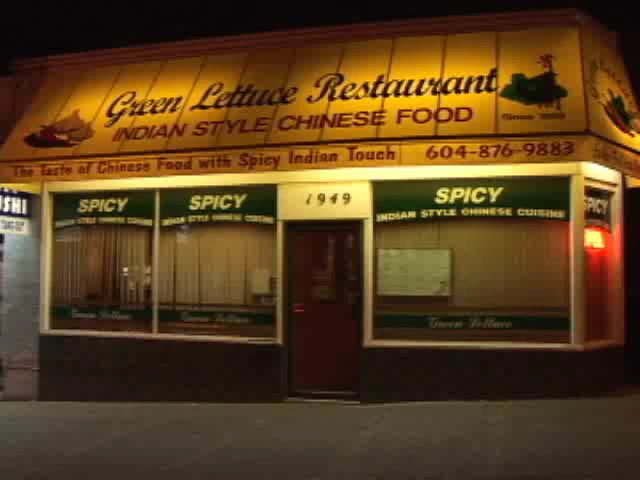 Green Lettuce Restaurant
INDIAN STYLE CHINESE FOOD
The Taste of Chinese Food with Spicy Indian Touch 604-876-9883
Since
1949
SPICY
INDIAN STYLE CHINESE CUISINE
SPICY
INDIAN STYLE CHINESE CUISINE
SPICY
INDIAN STYLE CHINESE CUISINE
SPICY
Green Lettuce
Green Lettuce
Green Lettuce